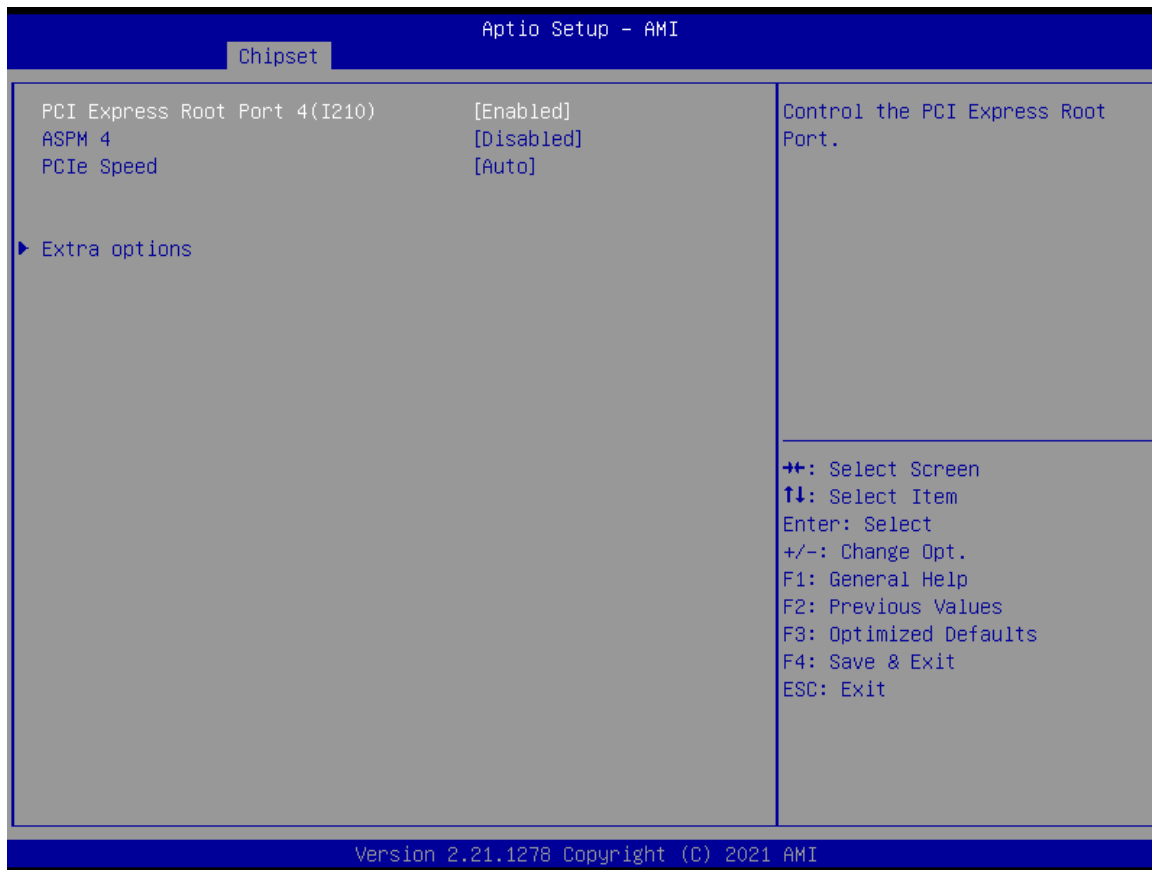 Aptio Setup – AMI
Chipset
PCI Express Root Port 4(I210) [Enabled]
ASPM 4 [Disabled]
PCIe Speed [Auto]
▶ Extra options
Control the PCI Express Root
Port.
→←: Select Screen
↑↓: Select Item
Enter: Select
+/-: Change Opt.
F1: General Help
F2: Previous Values
F3: Optimized Defaults
F4: Save & Exit
ESC: Exit
Version 2.21.1278 Copyright (C) 2021 AMI